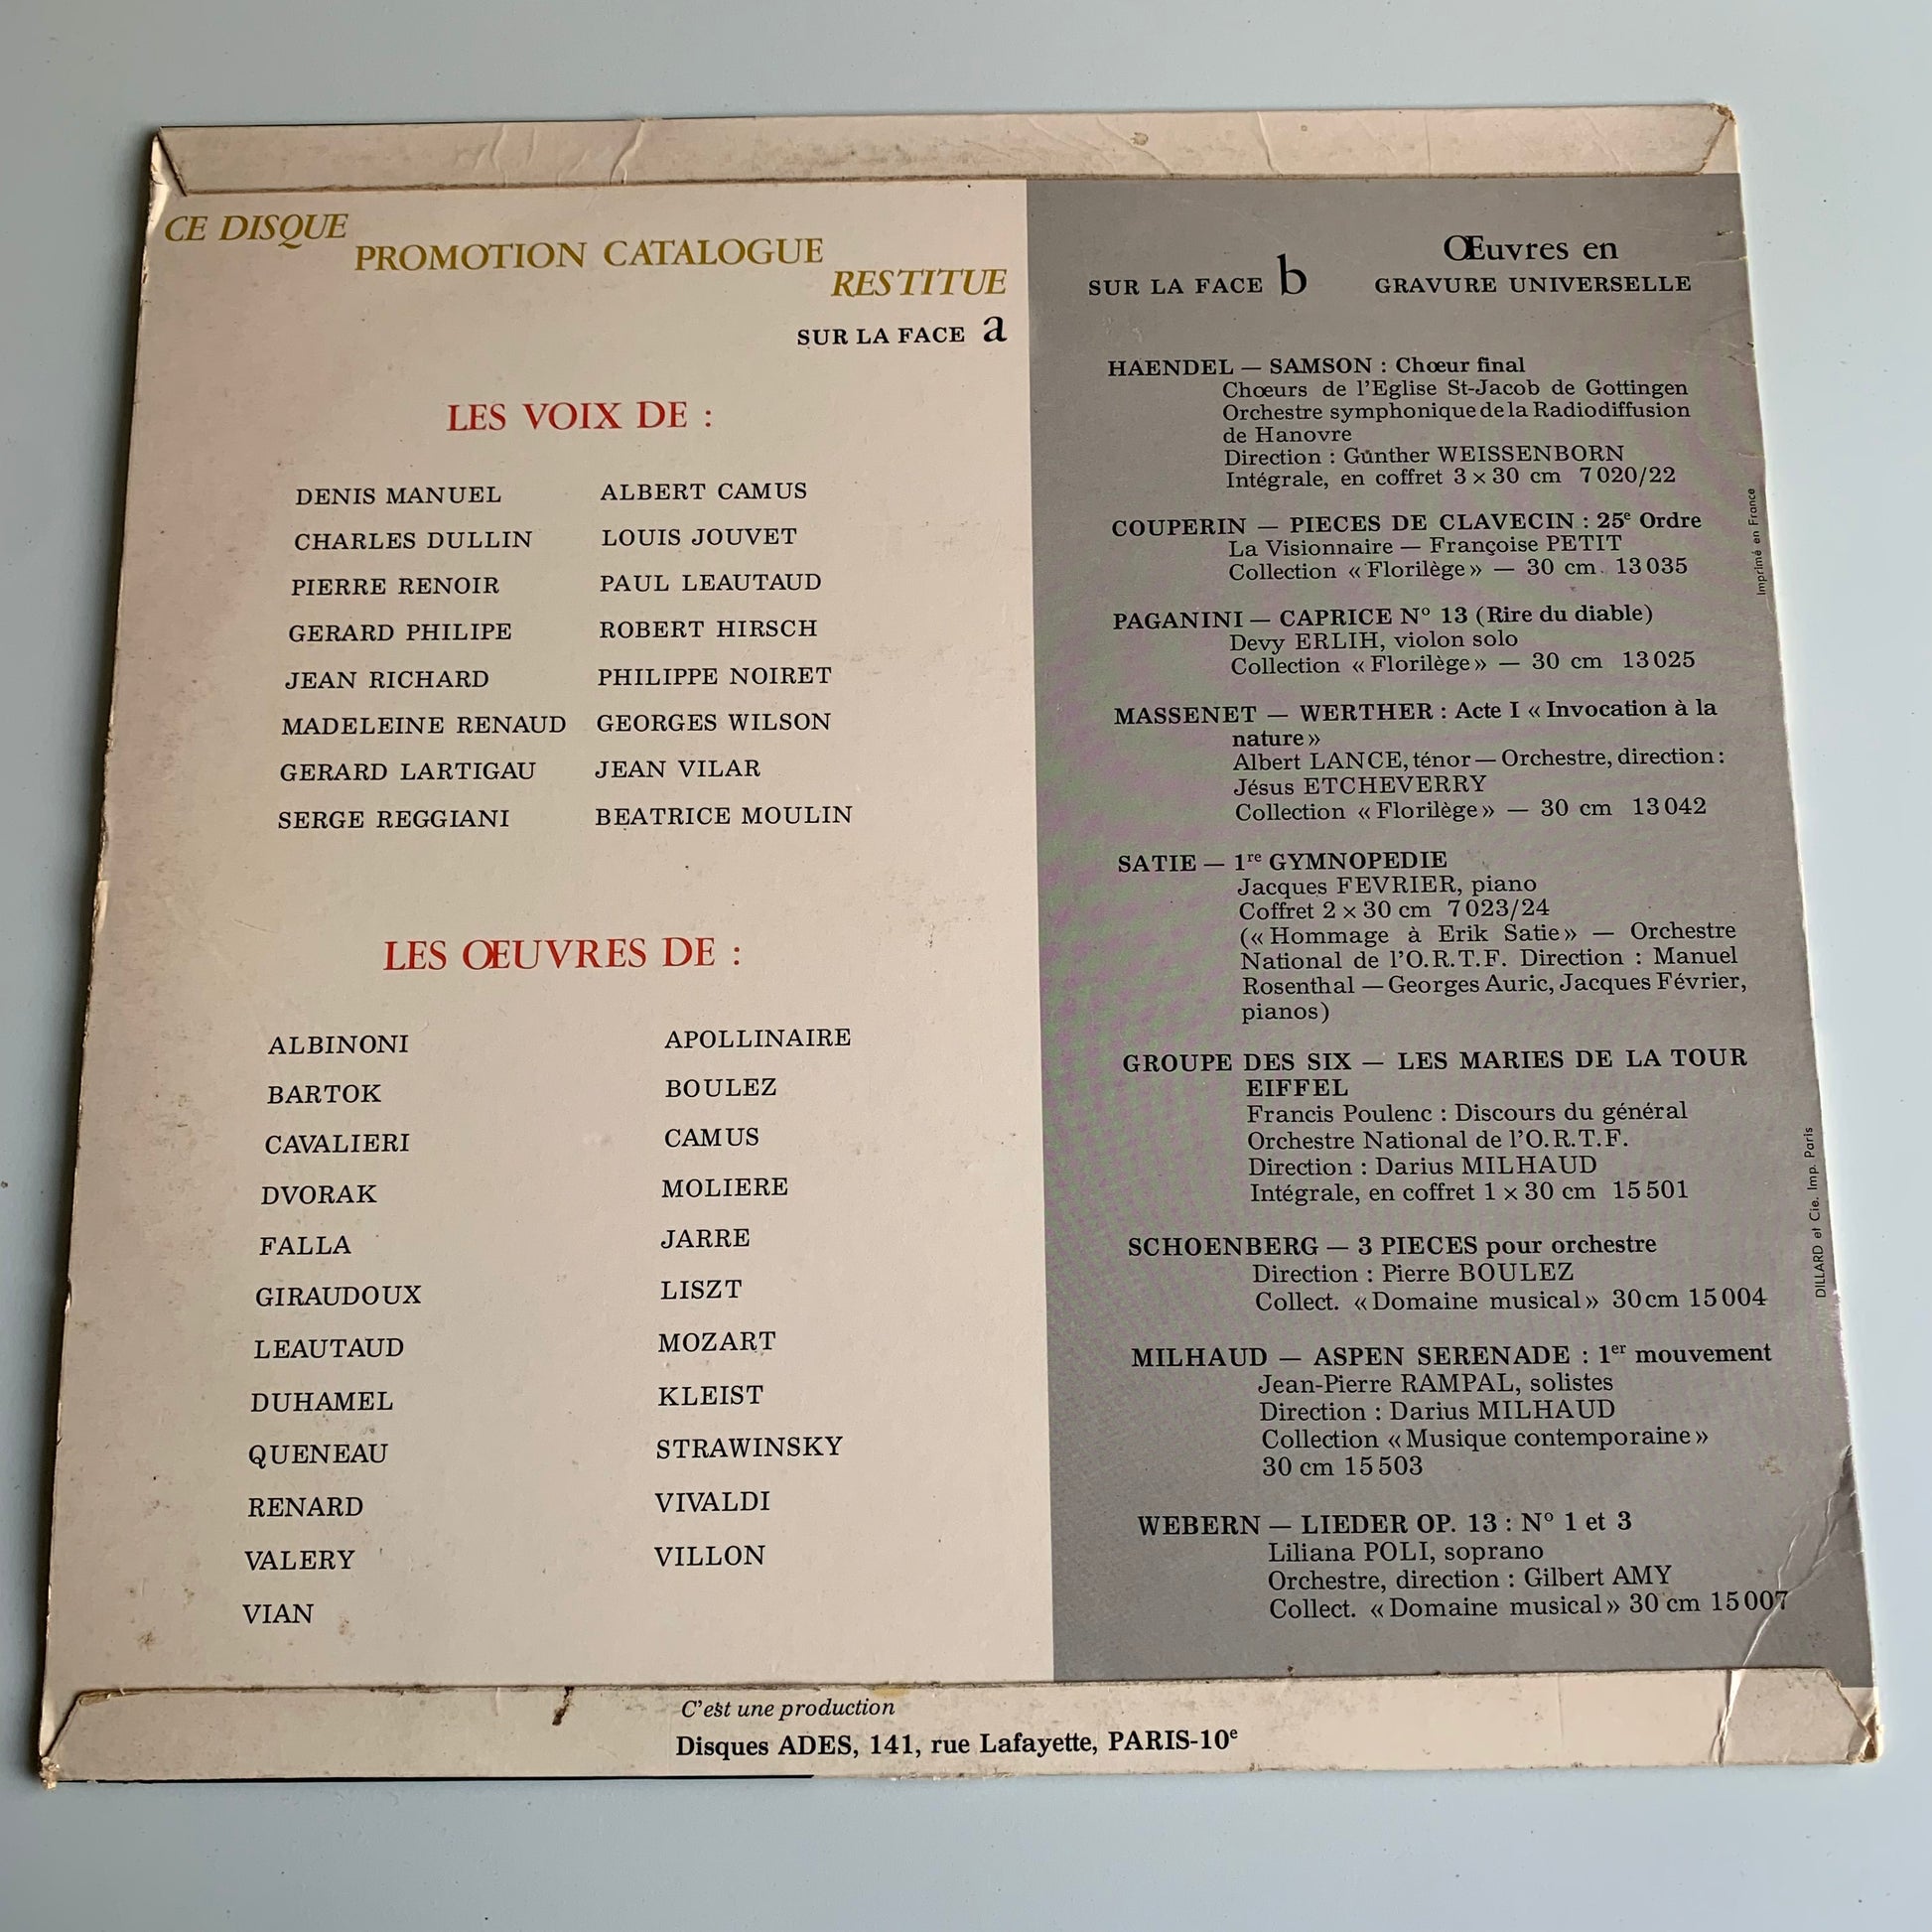 CE DISQUE
PROMOTION CATALOGUE
RESTITUE
SUR LA FACE a
LES VOIX DE :
DENIS MANUEL
CHARLES DULLIN
PIERRE RENOIR
GERARD PHILIPE
JEAN RICHARD
MADELEINE RENAUD
GERARD LARTIGAU
SERGE REGGIANI
ALBERT CAMUS
LOUIS JOUVET
PAUL LEAUTAUD
ROBERT HIRSCH
PHILIPPE NOIRET
GEORGES WILSON
JEAN VILAR
BEATRICE MOULIN
LES ŒUVRES DE :
ALBINONI
BARTOK
CAVALIERI
DVORAK
FALLA
GIRAUDOUX
LEAUTAUD
DUHAMEL
QUENEAU
RENARD
VALERY
VIAN
APOLLINAIRE
BOULEZ
CAMUS
MOLIERE
JARRE
LISZT
MOZART
KLEIST
STRAWINSKY
VIVALDI
VILLON
SUR LA FACE b
Œuvres en
GRAVURE UNIVERSELLE
HAENDEL — SAMSON : Chœur final
Chœurs de l'Eglise St-Jacob de Gottingen
Orchestre symphonique de la Radiodiffusion
de Hanovre
Direction : Günther WEISSENBORN
Intégrale, en coffret 3 × 30 cm 7 020/22
COUPERIN — PIECES DE CLAVECIN : 25e Ordre
La Visionnaire — Françoise PETIT
Collection « Florilège » — 30 cm 13 035
PAGANINI — CAPRICE No 13 (Rire du diable)
Devy ERLIH, violon solo
Collection « Florilège » — 30 cm 13 025
MASSENET — WERTHER : Acte I « Invocation à la
nature »
Albert LANCE, ténor — Orchestre, direction :
Jésus ETCHEVERRY
Collection « Florilège » — 30 cm 13 042
SATIE — 1re GYMNOPEDIE
Jacques FEVRIER, piano
Coffret 2 × 30 cm 7 023/24
(« Hommage à Erik Satie » — Orchestre
National de l'O.R.T.F. Direction : Manuel
Rosenthal — Georges Auric, Jacques Février,
pianos)
GROUPE DES SIX — LES MARIES DE LA TOUR
EIFFEL
Francis Poulenc : Discours du général
Orchestre National de l'O.R.T.F.
Direction : Darius MILHAUD
Intégrale, en coffret 1 × 30 cm 15 501
SCHOENBERG — 3 PIECES pour orchestre
Direction : Pierre BOULEZ
Collect. « Domaine musical » 30 cm 15 004
MILHAUD — ASPEN SERENADE : 1er mouvement
Jean-Pierre RAMPAL, solistes
Direction : Darius MILHAUD
Collection « Musique contemporaine »
30 cm 15 503
WEBERN — LIEDER OP. 13 : No 1 et 3
Liliana POLI, soprano
Orchestre, direction : Gilbert AMY
Collect. « Domaine musical » 30 cm 15 007
Imprimé en France
DILLARD et Cie. Imp. Paris
C'est une production
Disques ADES, 141, rue Lafayette, PARIS-10e